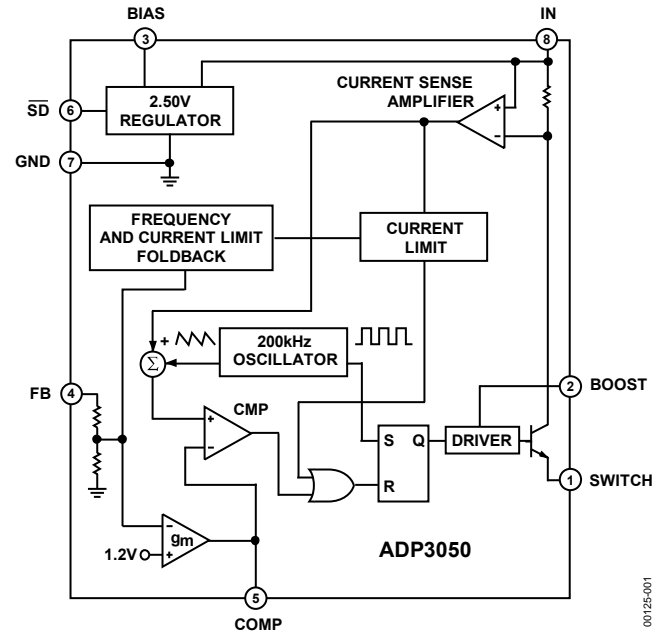 BIAS
IN
3
8
CURRENT SENSE
AMPLIFIER
+
−
SD
6
2.50V
REGULATOR
GND
7
FREQUENCY
AND CURRENT LIMIT
FOLDBACK
CURRENT
LIMIT
+
Σ
200kHz
OSCILLATOR
FB
4
2
BOOST
CMP
+
−
S Q
R
DRIVER
1
SWITCH
−
gm
1.2V
+
ADP3050
5
COMP
00125-001